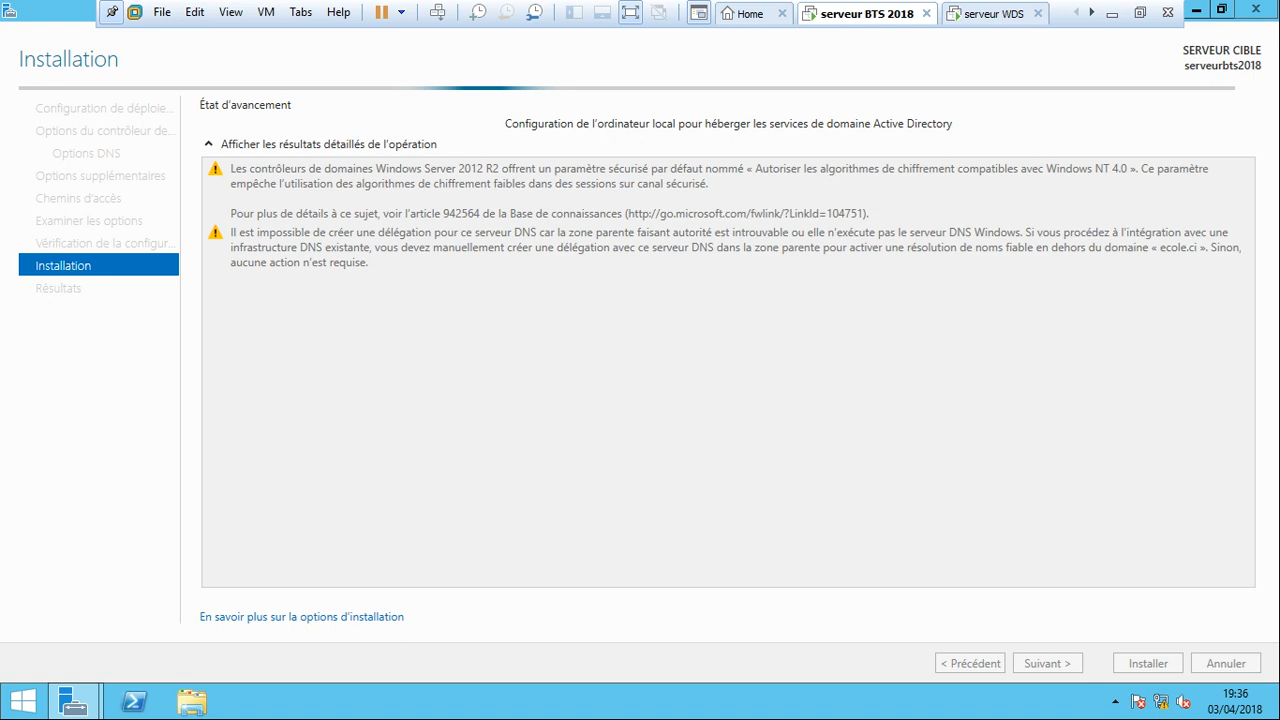 File Edit View VM Tabs Help Home serveur BTS 2018 serveur WDS
Installation
SERVEUR CIBLE
serveurbts2018
Configuration de déploie...
Options du contrôleur de...
Options DNS
Options supplémentaires
Chemins d'accès
Examiner les options
Vérification de la configur...
Installation
Résultats
État d'avancement
Configuration de l'ordinateur local pour héberger les services de domaine Active Directory
Afficher les résultats détaillés de l'opération
Les contrôleurs de domaines Windows Server 2012 R2 offrent un paramètre sécurisé par défaut nommé « Autoriser les algorithmes de chiffrement compatibles avec Windows NT 4.0 ». Ce paramètre
empêche l'utilisation des algorithmes de chiffrement faibles dans des sessions sur canal sécurisé.
Pour plus de détails à ce sujet, voir l'article 942564 de la Base de connaissances (http://go.microsoft.com/fwlink/?LinkId=104751).
Il est impossible de créer une délégation pour ce serveur DNS car la zone parente faisant autorité est introuvable ou elle n'exécute pas le serveur DNS Windows. Si vous procédez à l'intégration avec une
infrastructure DNS existante, vous devez manuellement créer une délégation avec ce serveur DNS dans la zone parente pour activer une résolution de noms fiable en dehors du domaine « ecole.ci ». Sinon,
aucune action n'est requise.
En savoir plus sur la options d'installation
< Précédent Suivant > Installer Annuler
19:36
03/04/2018